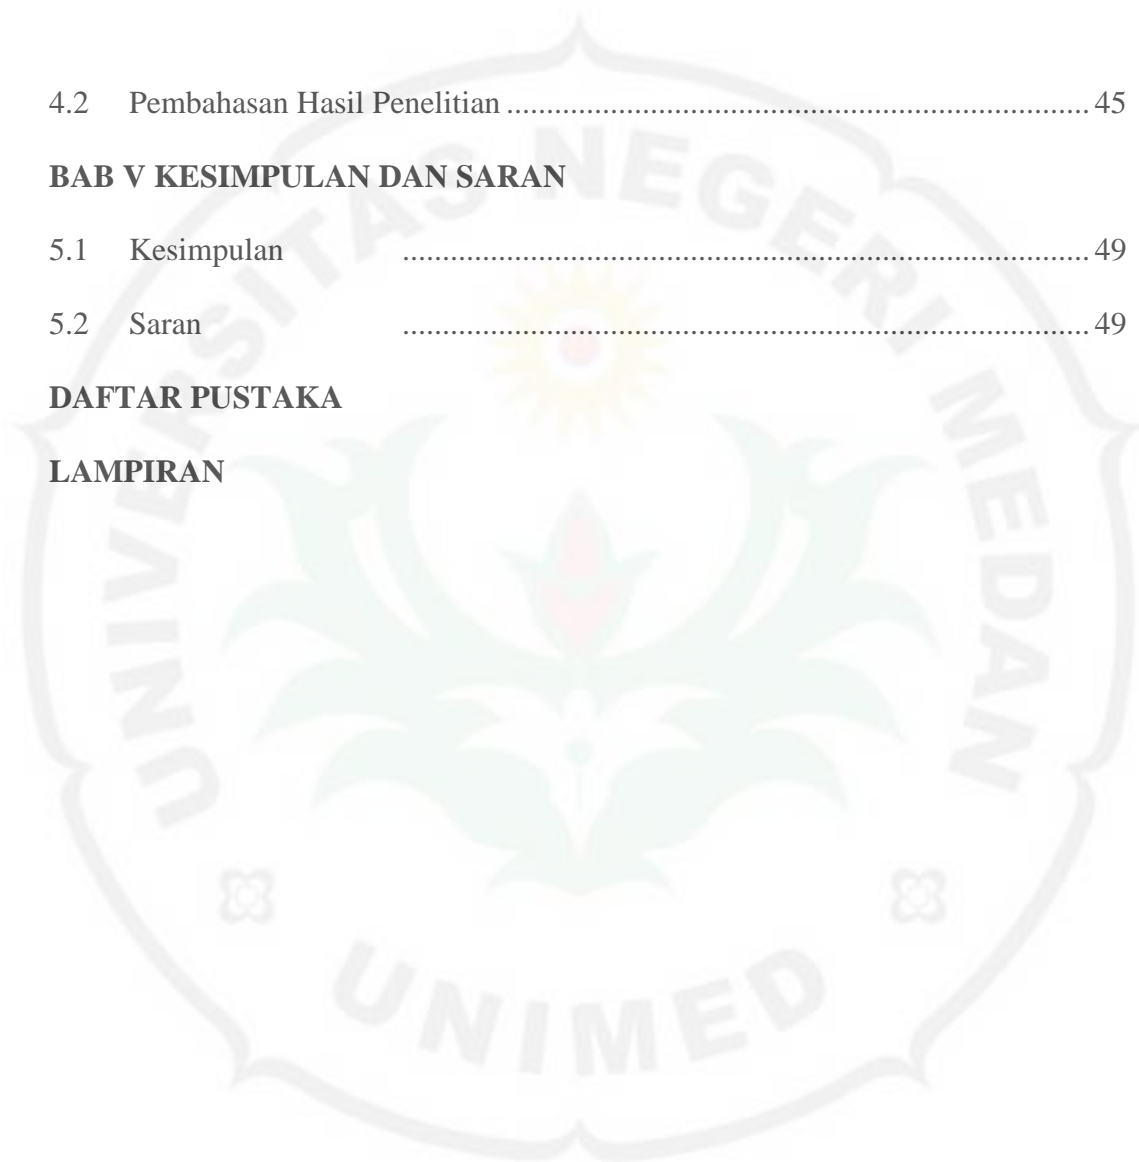 4.2 Pembahasan Hasil Penelitian ........................................................................ 45
BAB V KESIMPULAN DAN SARAN
5.1 Kesimpulan ..................................................................................... 49
5.2 Saran ..................................................................................... 49
DAFTAR PUSTAKA
LAMPIRAN
UNIVERSITAS NEGERI MEDAN
UNIMED